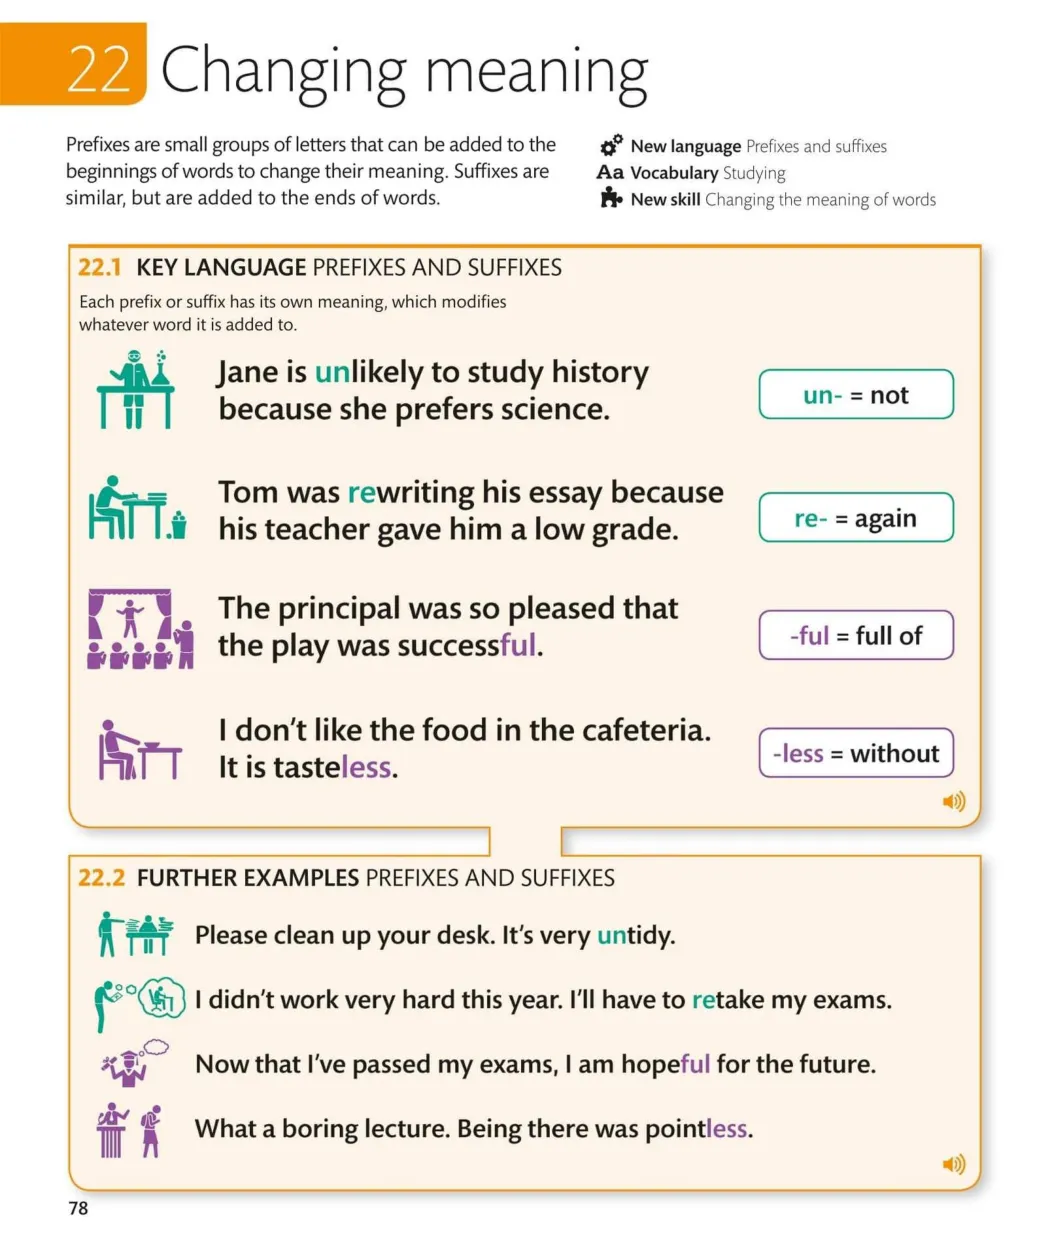 22 Changing meaning
Prefixes are small groups of letters that can be added to the
beginnings of words to change their meaning. Suffixes are
similar, but are added to the ends of words.
New language Prefixes and suffixes
Aa Vocabulary Studying
New skill Changing the meaning of words
22.1 KEY LANGUAGE PREFIXES AND SUFFIXES
Each prefix or suffix has its own meaning, which modifies
whatever word it is added to.
Jane is unlikely to study history
because she prefers science.
un- = not
Tom was rewriting his essay because
his teacher gave him a low grade.
re- = again
The principal was so pleased that
the play was successful.
-ful = full of
I don't like the food in the cafeteria.
It is tasteless.
-less = without
22.2 FURTHER EXAMPLES PREFIXES AND SUFFIXES
Please clean up your desk. It's very untidy.
I didn't work very hard this year. I'll have to retake my exams.
Now that I've passed my exams, I am hopeful for the future.
What a boring lecture. Being there was pointless.
78